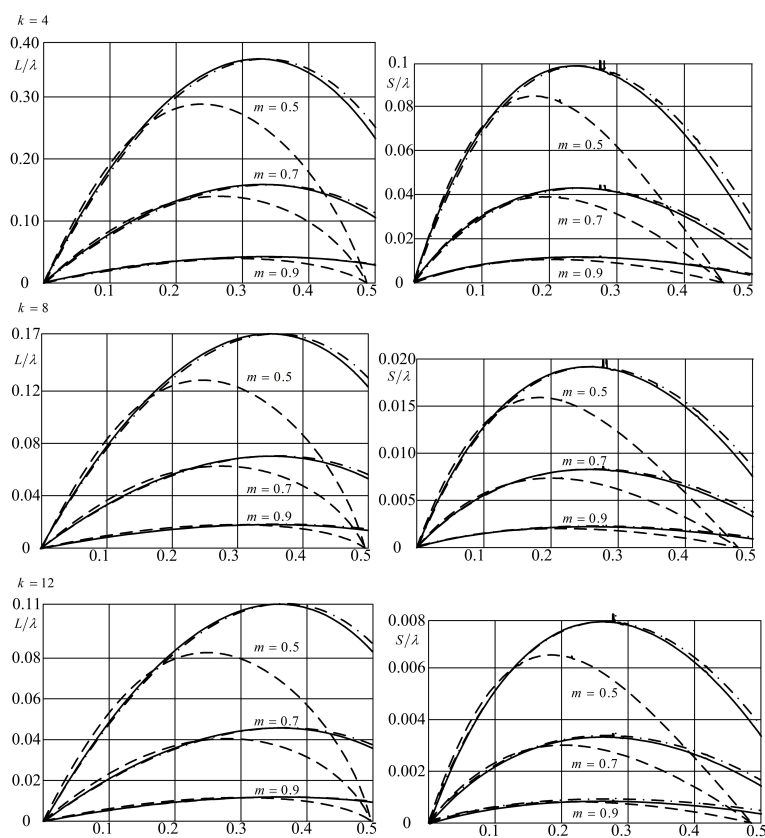 k = 4
0.40
L/λ
0.30
0.20
0.10
0
m = 0.5
m = 0.7
m = 0.9
0.1 0.2 0.3 0.4 0.5
0.1
S/λ
0.08
0.06
0.04
0.02
0
m = 0.5
m = 0.7
m = 0.9
0.1 0.2 0.3 0.4 0.5
k = 8
0.17
L/λ
0.12
0.08
0.04
0
m = 0.5
m = 0.7
m = 0.9
0.1 0.2 0.3 0.4 0.5
0.020
S/λ
0.015
0.010
0.005
0
m = 0.5
m = 0.7
m = 0.9
0.1 0.2 0.3 0.4 0.5
k = 12
0.11
L/λ
0.08
0.06
0.04
0.02
0
m = 0.5
m = 0.7
m = 0.9
0.1 0.2 0.3 0.4 0.5
0.008
S/λ
0.006
0.004
0.002
0
m = 0.5
m = 0.7
m = 0.9
0.1 0.2 0.3 0.4 0.5